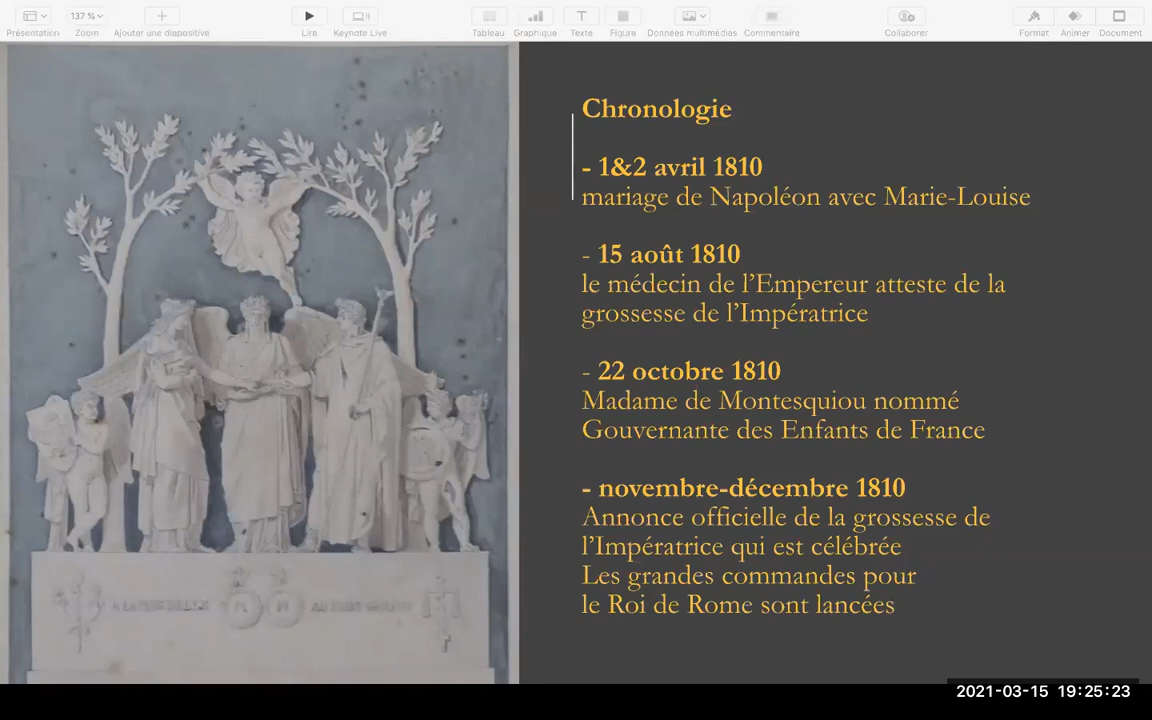 137 %
Présentation
Zoom
Ajouter une diapositive
Lire
Keynote Live
Tableau
Graphique
Texte
Figure
Données multimédias
Commentaire
Collaborer
Format
Animer
Document
Chronologie
- 1&2 avril 1810
mariage de Napoléon avec Marie-Louise
- 15 août 1810
le médecin de l'Empereur atteste de la
grossesse de l'Impératrice
- 22 octobre 1810
Madame de Montesquiou nommé
Gouvernante des Enfants de France
- novembre-décembre 1810
Annonce officielle de la grossesse de
l'Impératrice qui est célébrée
Les grandes commandes pour
le Roi de Rome sont lancées
2021-03-15 19:25:23